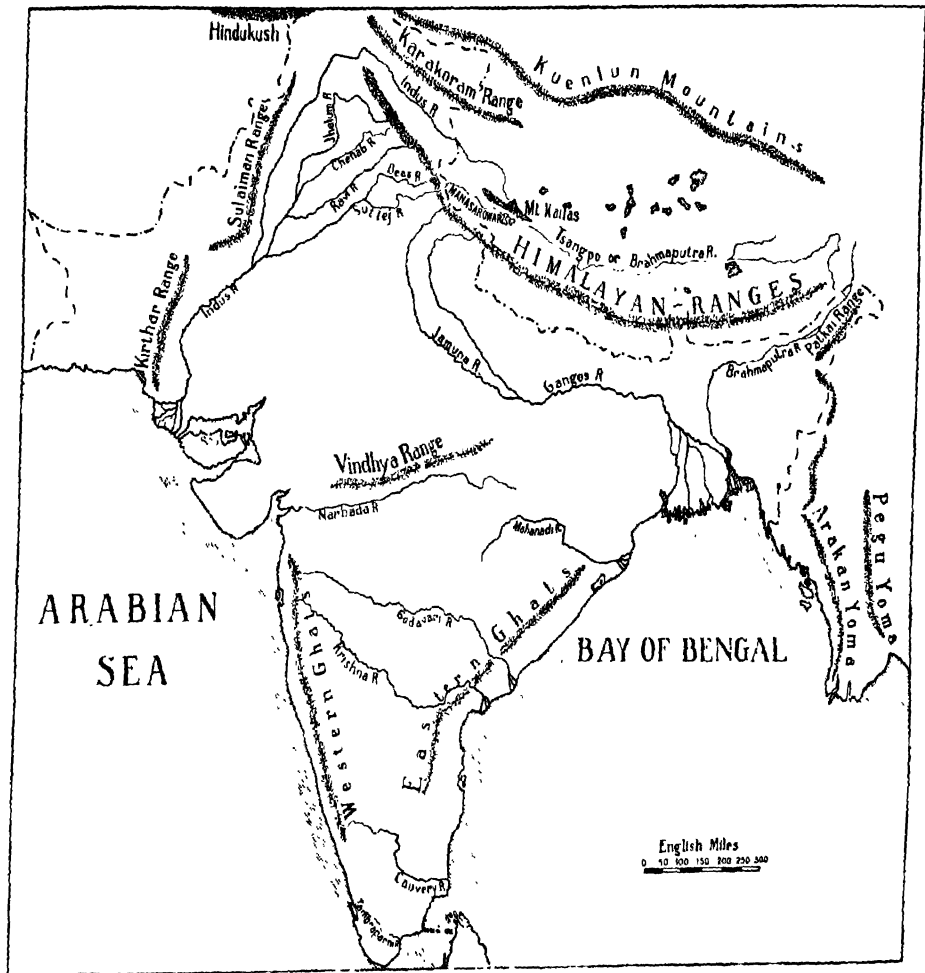 Hindukush
Karakoram Range
Kuenlun Mountains
Indus R
Jhelum R
Chenab R
Sulaiman Range
Ravi R
Beas R
Sutlej R
MANASAROWAR
Mt Kailas
Tsangpo or Brahmaputra R.
HIMALAYAN-RANGES
Kirthar Range
Indus R
Jamuna R
Ganges R
Brahmaputra R
Patkai Range
Vindhya Range
Narbada R
Mahanadi R.
Arakan Yoma
Pegu Yoma
ARABIAN
SEA
Western Ghats
Godavari R
Krishna R
Eastern Ghats
BAY OF BENGAL
English Miles
0 50 100 150 200 250 300
Cauvery R.